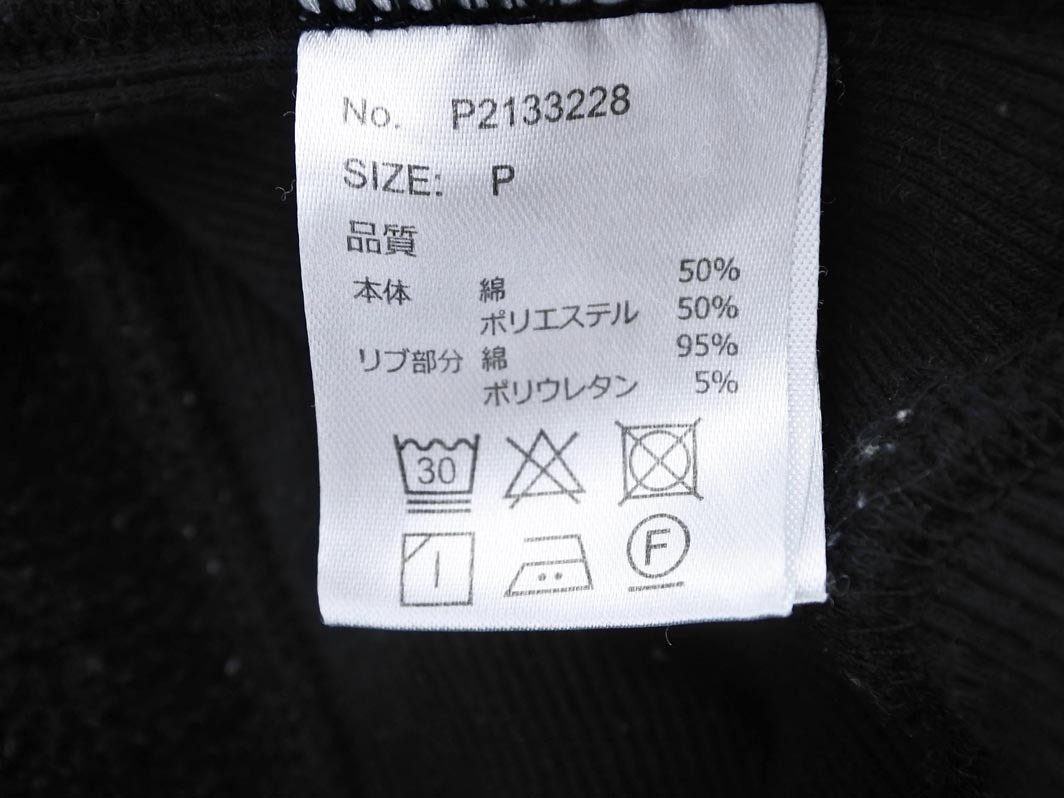 No. P2133228
SIZE: P
品質
本体 綿 50%
ポリエステル 50%
リブ部分 綿 95%
ポリウレタン 5%
30
F